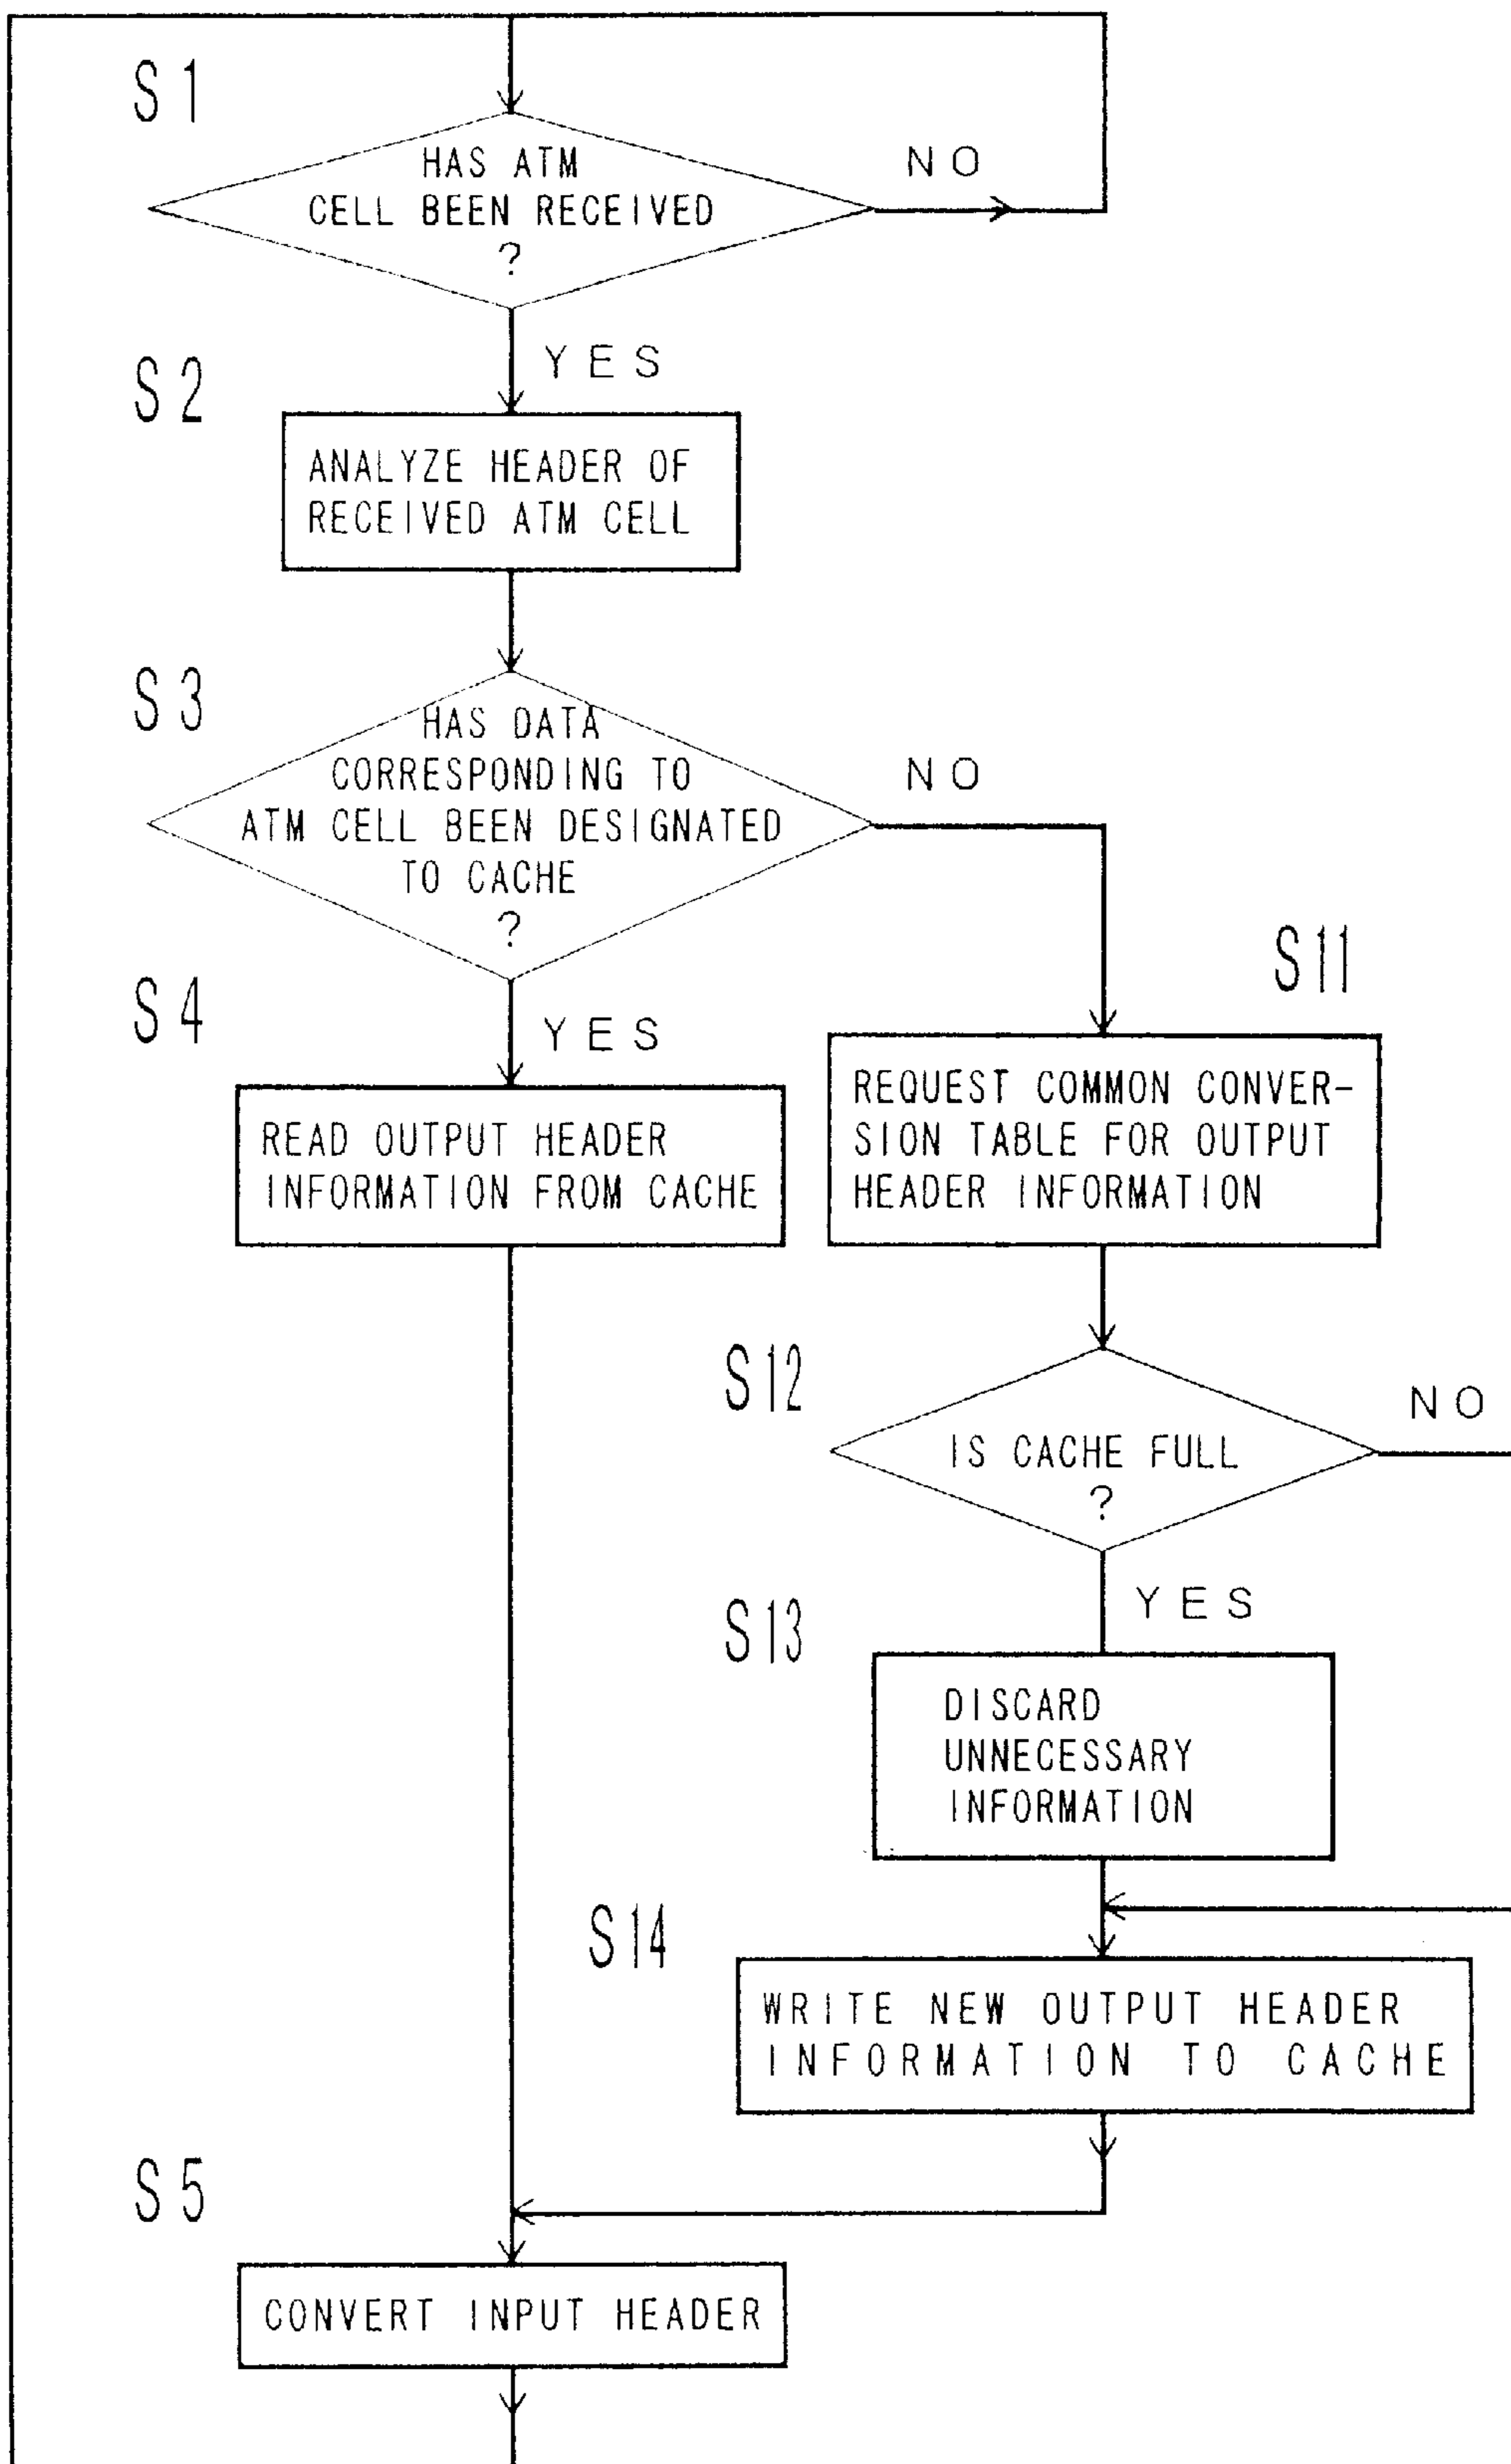 S1
HAS ATM
CELL BEEN RECEIVED
?
NO
YES
S2
ANALYZE HEADER OF
RECEIVED ATM CELL
S3
HAS DATA
CORRESPONDING TO
ATM CELL BEEN DESIGNATED
TO CACHE
?
NO
YES
S4
READ OUTPUT HEADER
INFORMATION FROM CACHE
S11
REQUEST COMMON CONVER-
SION TABLE FOR OUTPUT
HEADER INFORMATION
S12
IS CACHE FULL
?
NO
YES
S13
DISCARD
UNNECESSARY
INFORMATION
S14
WRITE NEW OUTPUT HEADER
INFORMATION TO CACHE
S5
CONVERT INPUT HEADER